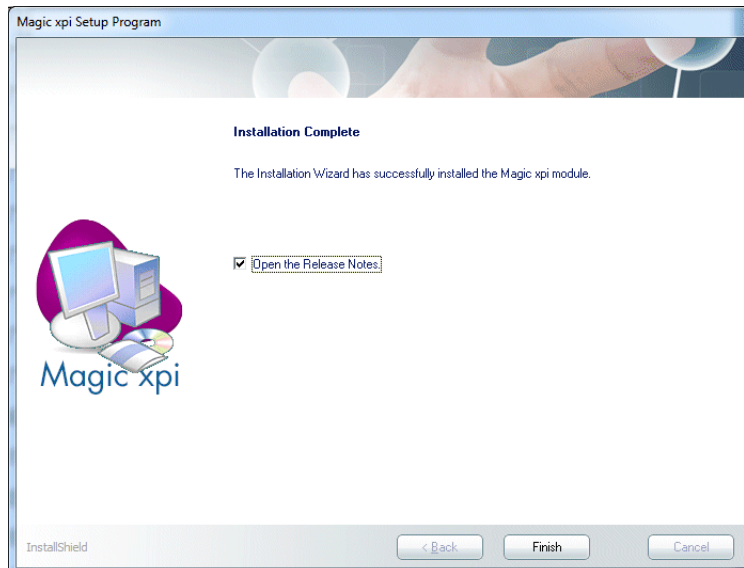 Magic xpi Setup Program
Installation Complete
The Installation Wizard has successfully installed the Magic xpi module.
Open the Release Notes.
Magic xpi
InstallShield
< Back
Finish
Cancel